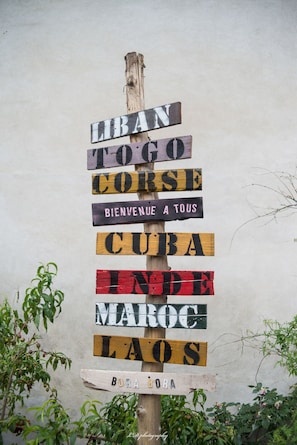 LIBAN
TOGO
CORSE
BIENVENUE A TOUS
CUBA
INDE
MAROC
LAOS
BORA BORA